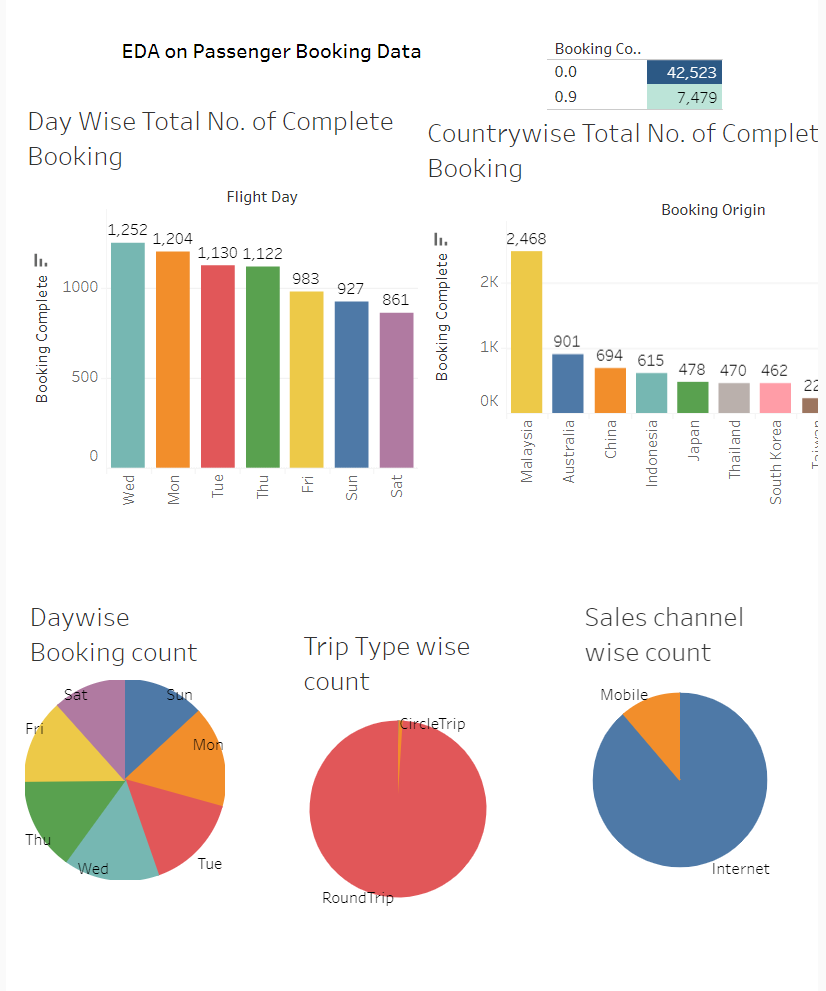 EDA on Passenger Booking Data
Booking Co..
0.0 42,523
0.9 7,479
Day Wise Total No. of Complete
Booking
Flight Day
Booking Complete
1000
500
0
1,252
1,204
1,130
1,122
983
927
861
Wed
Mon
Tue
Thu
Fri
Sun
Sat
Countrywise Total No. of Complet
Booking
Booking Origin
Booking Complete
2K
1K
0K
2,468
901
694
615
478
470
462
22
Malaysia
Australia
China
Indonesia
Japan
Thailand
South Korea
Daywise
Booking count
Sat
Sun
Fri
Mon
Thu
Wed
Tue
Trip Type wise
count
CircleTrip
RoundTrip
Sales channel
wise count
Mobile
Internet